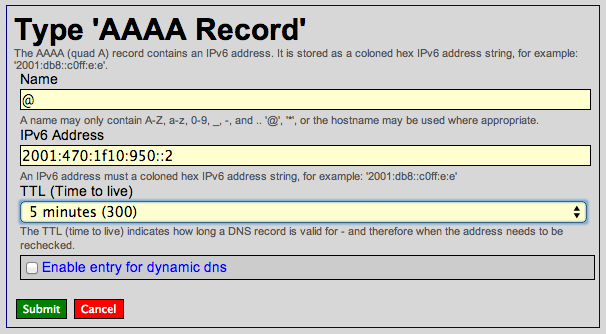 Type 'AAAA Record'
The AAAA (quad A) record contains an IPv6 address. It is stored as a coloned hex IPv6 address string, for example:
'2001:db8::c0ff:e:e'.
Name
@
A name may only contain A-Z, a-z, 0-9, _, -, and .. '@', '*', or the hostname may be used where appropriate.
IPv6 Address
2001:470:1f10:950::2
An IPv6 address must a coloned hex IPv6 address string, for example: '2001:db8::c0ff:e:e'
TTL (Time to live)
5 minutes (300)
The TTL (time to live) indicates how long a DNS record is valid for - and therefore when the address needs to be
rechecked.
Enable entry for dynamic dns
Submit Cancel